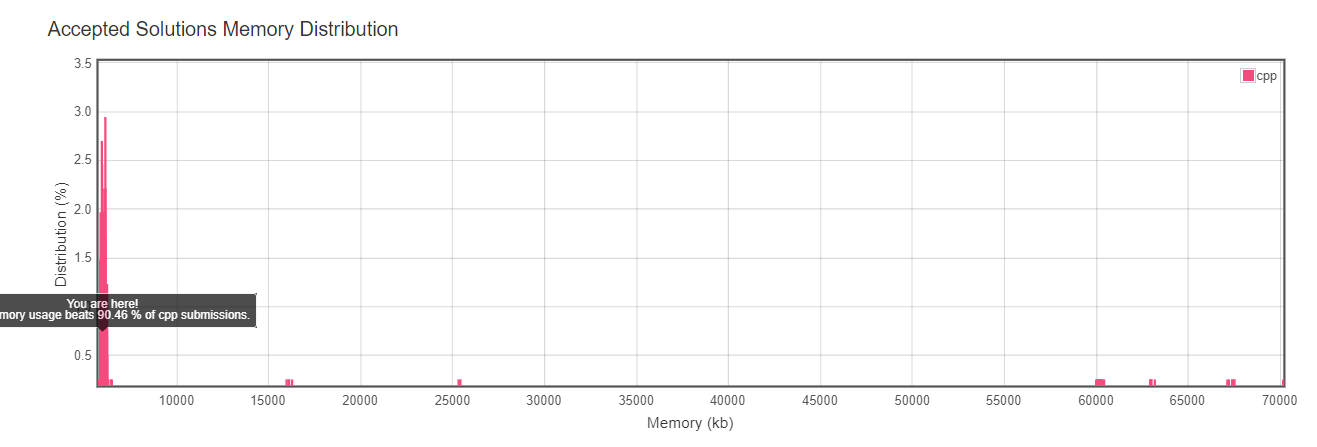 Accepted Solutions Memory Distribution
3.5
cpp
3.0
2.5
2.0
Distribution (%)
1.5
You are here!
mory usage beats 90.46 % of cpp submissions.
0.5
10000 15000 20000 25000 30000 35000 40000 45000 50000 55000 60000 65000 70000
Memory (kb)